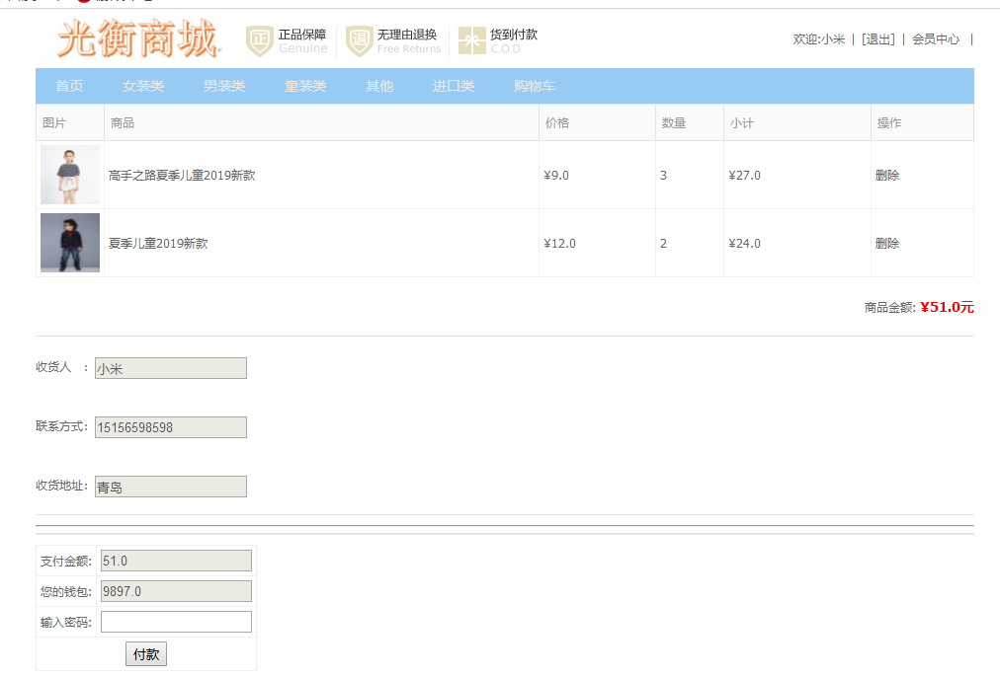 光衡商城
正品保障
Genuine
无理由退换
Free Returns
货到付款
C.O.D
欢迎:小米 | [退出] | 会员中心 |
首页 女装类 男装类 童装类 其他 进口类 购物车
图片 商品 价格 数量 小计 操作
高手之路夏季儿童2019新款 ¥9.0 3 ¥27.0 删除
夏季儿童2019新款 ¥12.0 2 ¥24.0 删除
商品金额: ¥51.0元
收货人 : 小米
联系方式: 15156598598
收货地址: 青岛
支付金额: 51.0
您的钱包: 9897.0
输入密码:
付款